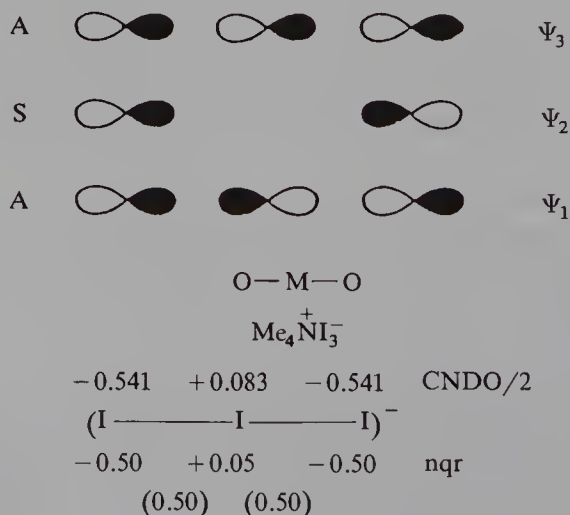 A Ψ₃
S Ψ₂
A Ψ₁
O—M—O
Me₄N⁺I₃⁻
−0.541 +0.083 −0.541 CNDO/2
(I———I———I)⁻
−0.50 +0.05 −0.50 nqr
(0.50) (0.50)